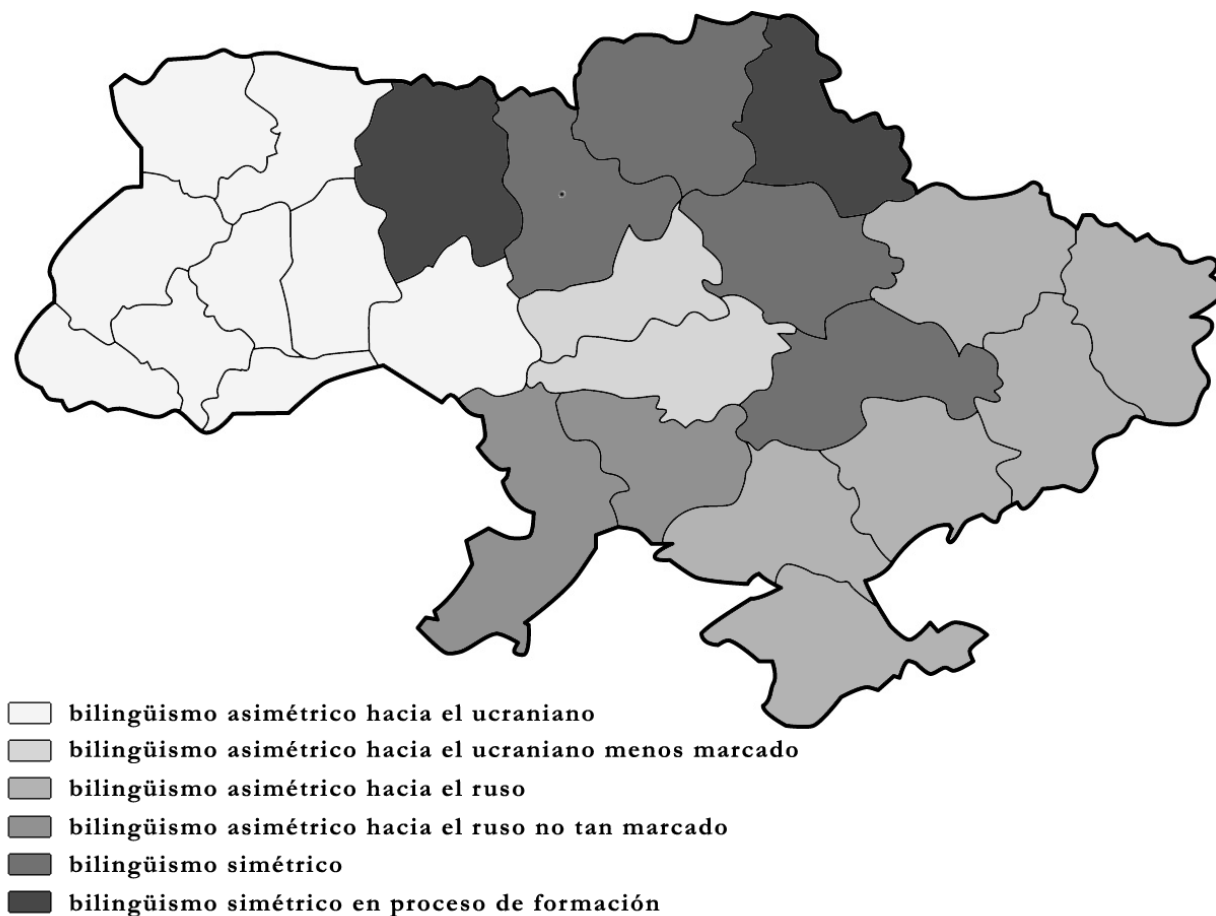 bilingüismo asimétrico hacia el ucraniano
bilingüismo asimétrico hacia el ucraniano menos marcado
bilingüismo asimétrico hacia el ruso
bilingüismo asimétrico hacia el ruso no tan marcado
bilingüismo simétrico
bilingüismo simétrico en proceso de formación